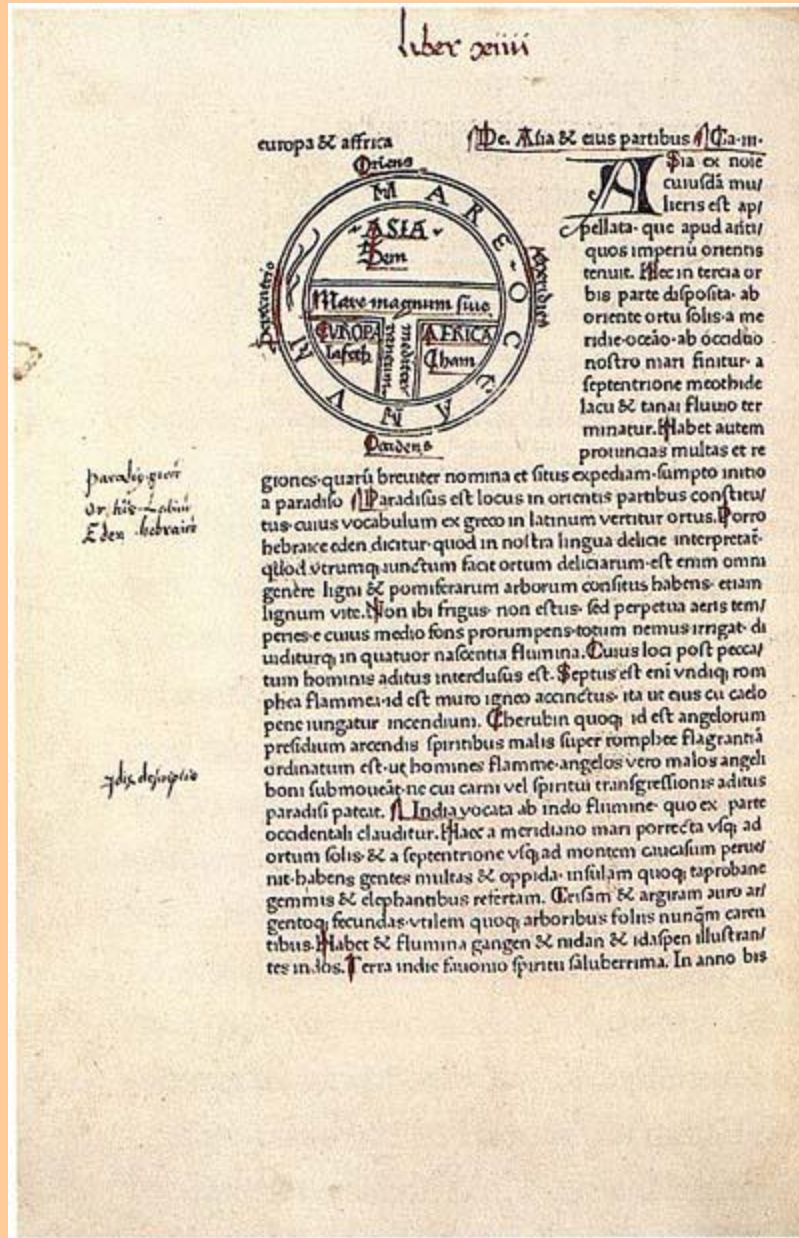 liber xiiii
europa & affrica
¶De. Asia & eius partibus ¶Ca.iii.
Oriens
MARE OCEANUM
ASIA
Sem
Mare magnum siue
mediterraneum
EUROPA
Iafeth
AFRICA
Cham
Septentrio
Meridies
Occidens
ASia ex noīe
cuiusdā mu/
lieris est ap/
pellata. que apud anti/
quos imperiū orientis
tenuit. Hec in tercia or
bis parte disposita. ab
oriente ortu solis. a me
ridie. oceāo. ab occiduo
nostro mari finitur. a
septentrione meothide
lacu & tanai fluuio ter
minatur. Habet autem
prouincias multas et re
giones. quarū breuiter nomina et situs expediam. sumpto initio
a paradiso ¶Paradisus est locus in orientis partibus constitu/
tus. cuius vocabulum ex greco in latinum vertitur ortus. Porro
hebraice eden dicitur. quod in nostra lingua delicie interpretat̄.
quod vtrumq; iunctum facit ortum deliciarum. est enim omni
genere ligni & pomiferarum arborum consitus habens. etiam
lignum vite. Non ibi frigus. non estus. sed perpetua aeris tem/
peries. e cuius medio fons prorumpens. totum nemus irrigat. di
uiditurq; in quatuor nascentia flumina. Cuius loci post pecca/
tum hominis aditus interclusus est. Septus est eni vndiq; rom
phea flammea. id est muro igneo accinctus. ita ut eius cū caelo
pene iungatur incendium. Cherubin quoq; id est angelorum
presidium arcendis spiritibus malis super romphee flagrantiā
ordinatum est. ut homines flamme. angelos vero malos angeli
boni submoueāt. ne cui carni vel spiritui transgressionis aditus
paradisi pateat. ¶India vocata ab indo flumine. quo ex parte
occidentali clauditur. Haec a meridiano mari porrecta vsq; ad
ortum solis. & a septentrione vsq; ad montem caucasum perue/
nit. habens gentes multas & oppida. insulam quoq; taprobane
gemmis & elephantibus refertam. Crisam & argiram auro ar/
gentoq; fecundas. vtilem quoq; arboribus foliis nunq̄m caren
tibus. Habet & flumina gangen & nidan & idaspen illustran/
tes indos. Terra indie fauonio spiritu saluberrima. In anno bis
Eden hebraice